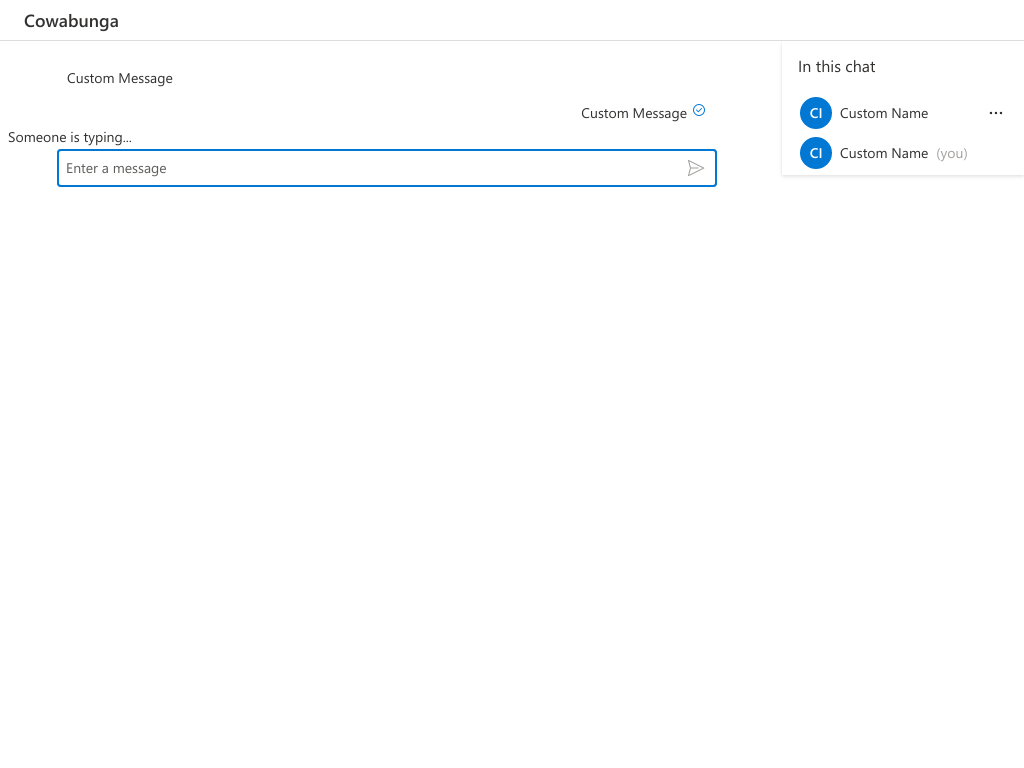 Cowabunga
Custom Message
Custom Message
Someone is typing...
Enter a message
In this chat
CI Custom Name
CI Custom Name (you)